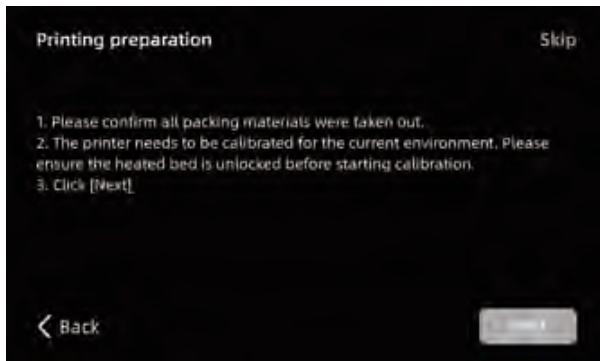 Printing preparation
Skip
1. Please confirm all packing materials were taken out.
2. The printer needs to be calibrated for the current environment. Please
ensure the heated bed is unlocked before starting calibration.
3. Click [Next]
Back